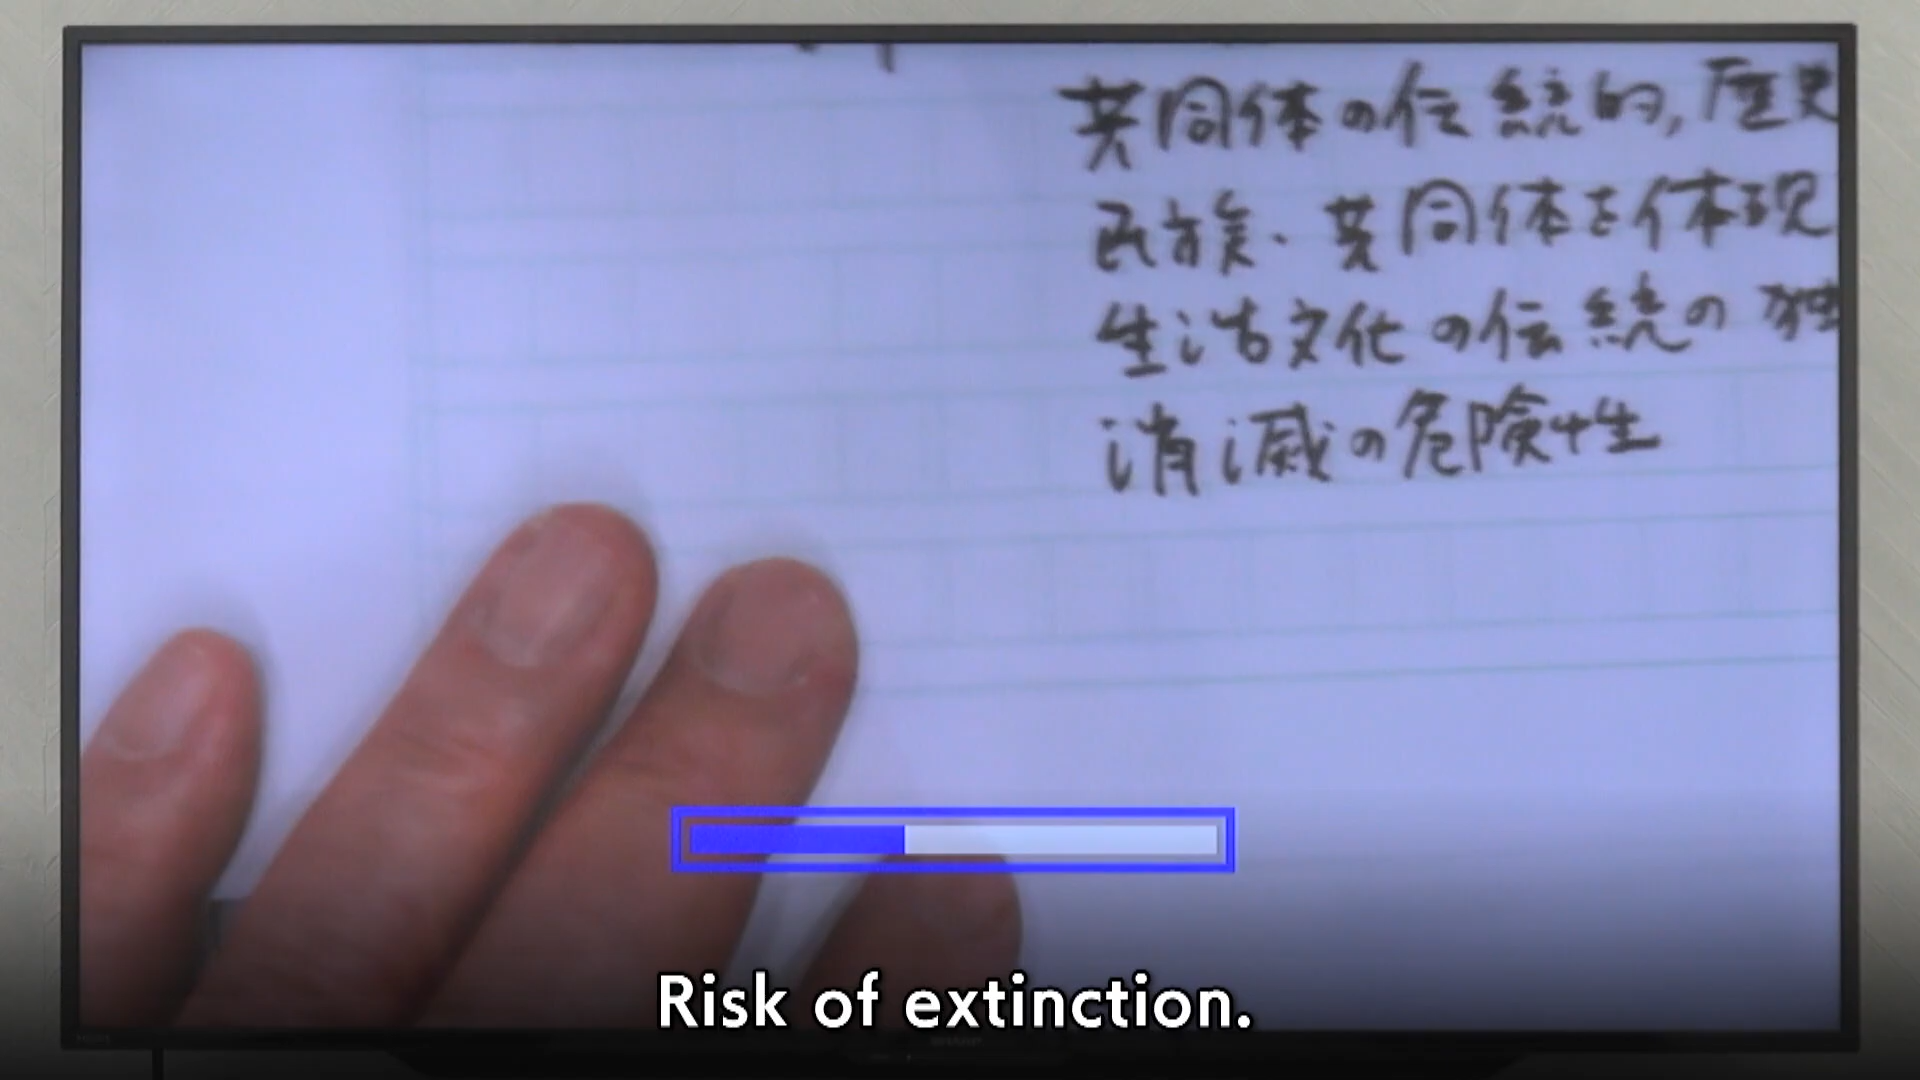 共同体の伝統的,歴史
民族・共同体を体現
生活文化の伝統の独
消滅の危険性
Risk of extinction.